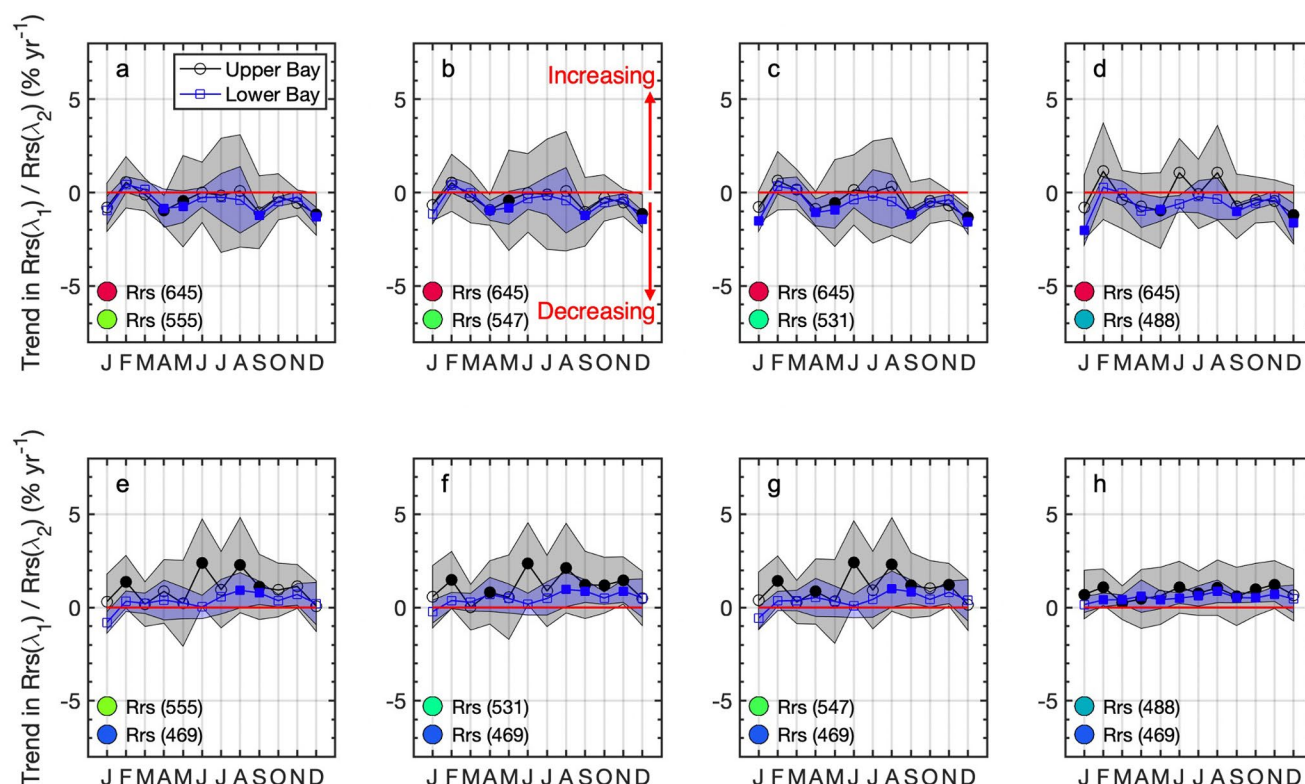 Trend in Rrs(λ1) / Rrs(λ2) (% yr-1)
a
Upper Bay
Lower Bay
5
0
-5
Rrs (645)
Rrs (555)
J F M A M J J A S O N D
b
Increasing
5
0
-5
Decreasing
Rrs (645)
Rrs (547)
J F M A M J J A S O N D
c
5
0
-5
Rrs (645)
Rrs (531)
J F M A M J J A S O N D
d
5
0
-5
Rrs (645)
Rrs (488)
J F M A M J J A S O N D
Trend in Rrs(λ1) / Rrs(λ2) (% yr-1)
e
5
0
-5
Rrs (555)
Rrs (469)
J F M A M J J A S O N D
f
5
0
-5
Rrs (531)
Rrs (469)
J F M A M J J A S O N D
g
5
0
-5
Rrs (547)
Rrs (469)
J F M A M J J A S O N D
h
5
0
-5
Rrs (488)
Rrs (469)
J F M A M J J A S O N D